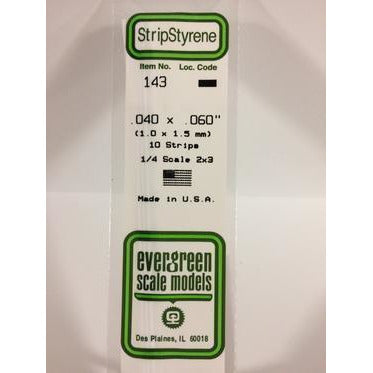 StripStyrene
Item No. Loc. Code
143
.040 x .060"
(1.0 x 1.5 mm)
10 Strips
1/4 Scale 2x3
Made in U.S.A.
evergreen
scale models
Des Plaines, IL 60018